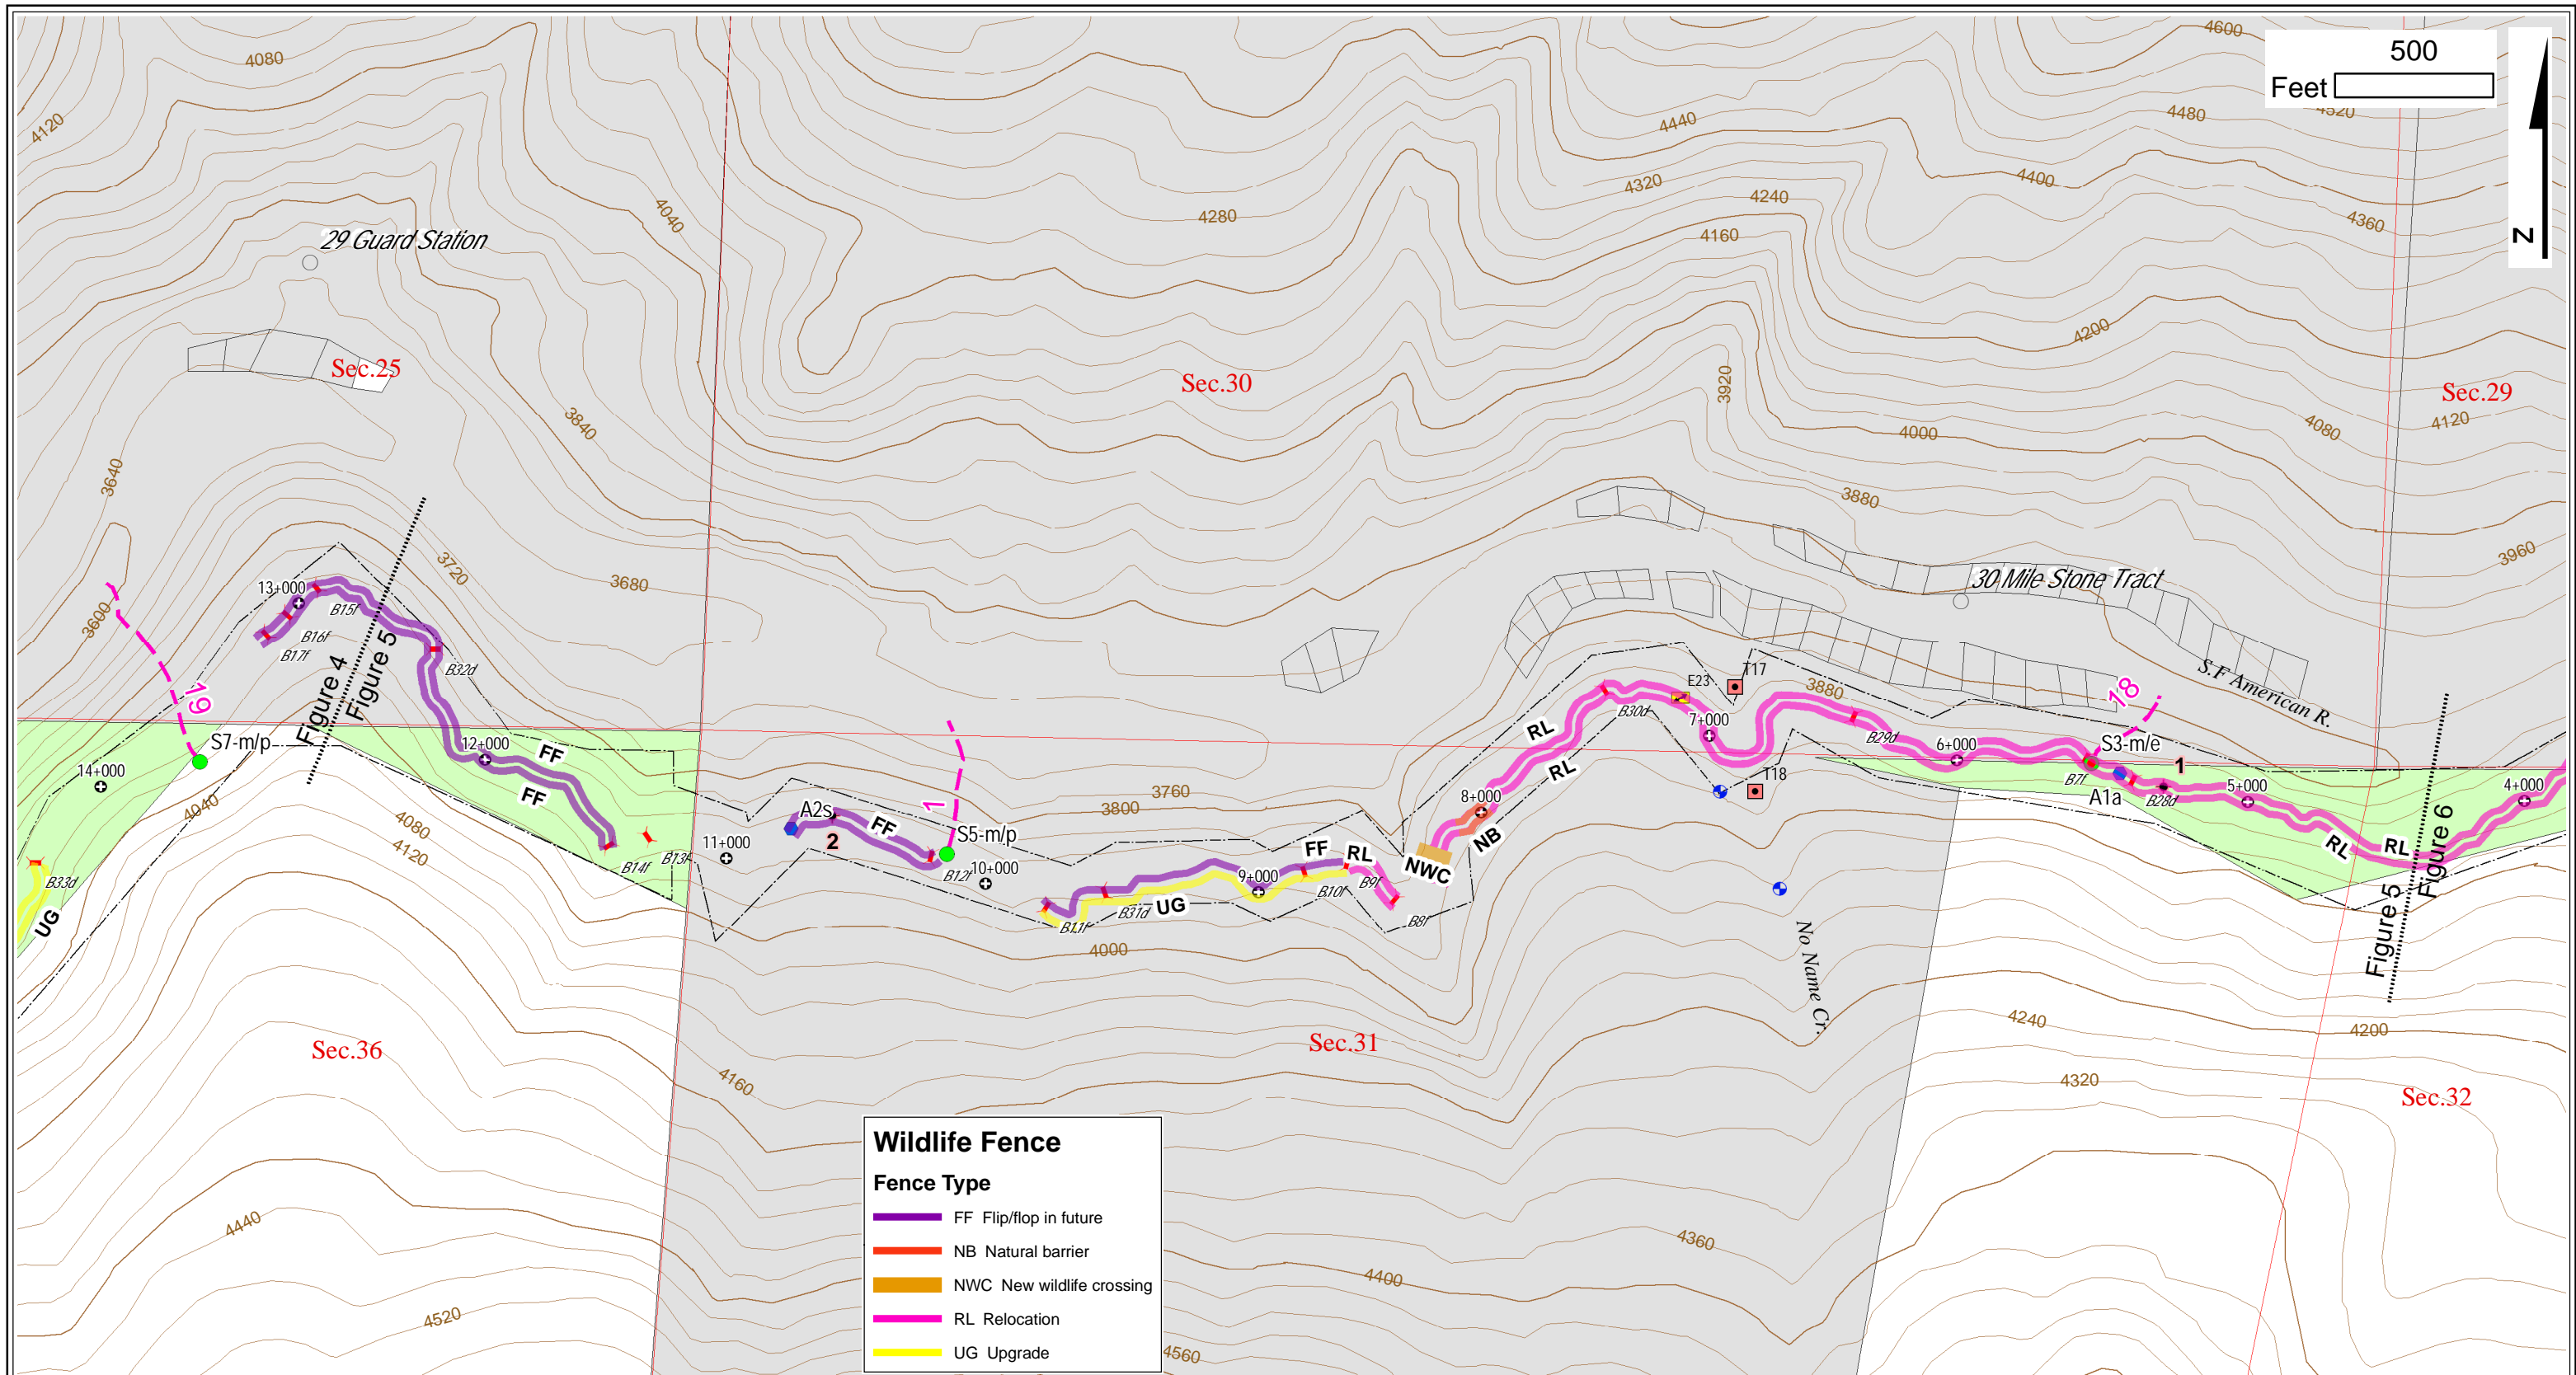 4600
500
Feet
4080
4120
4440
4480
4520
4320
4240
4400
4360
4040
4280
4160
Z
29 Guard Station
4200
Sec.25
Sec.30
3920
Sec.29
3840
4000
4080
4120
3640
3880
3720
3680
3960
3600
13+000
B15f
B16f
B17f
30 Mile Stone Tract
S.F American R.
B32d
Figure 4
Figure 5
19
S7-m/p
12+000
FF
FF
14+000
4040
4080
4120
B33d
UG
B14f
B13f
11+000
A2s
2
FF
1
S5-m/p
B12f
10+000
3760
3800
B11f
B31d
UG
9+000
FF
RL
B10f
B9f
B8f
NWC
NB
8+000
RL
RL
B30d
E23
T17
7+000
T18
3880
B29d
6+000
18
S3-m/e
B7f
A1a
B28d
1
5+000
4+000
RL
RL
Figure 5
Figure 6
4000
No Name Cr.
4240
4200
Sec.36
Sec.31
4160
4320
Sec.32
4440
4360
4400
4520
4560
Wildlife Fence
Fence Type
FF Flip/flop in future
NB Natural barrier
NWC New wildlife crossing
RL Relocation
UG Upgrade